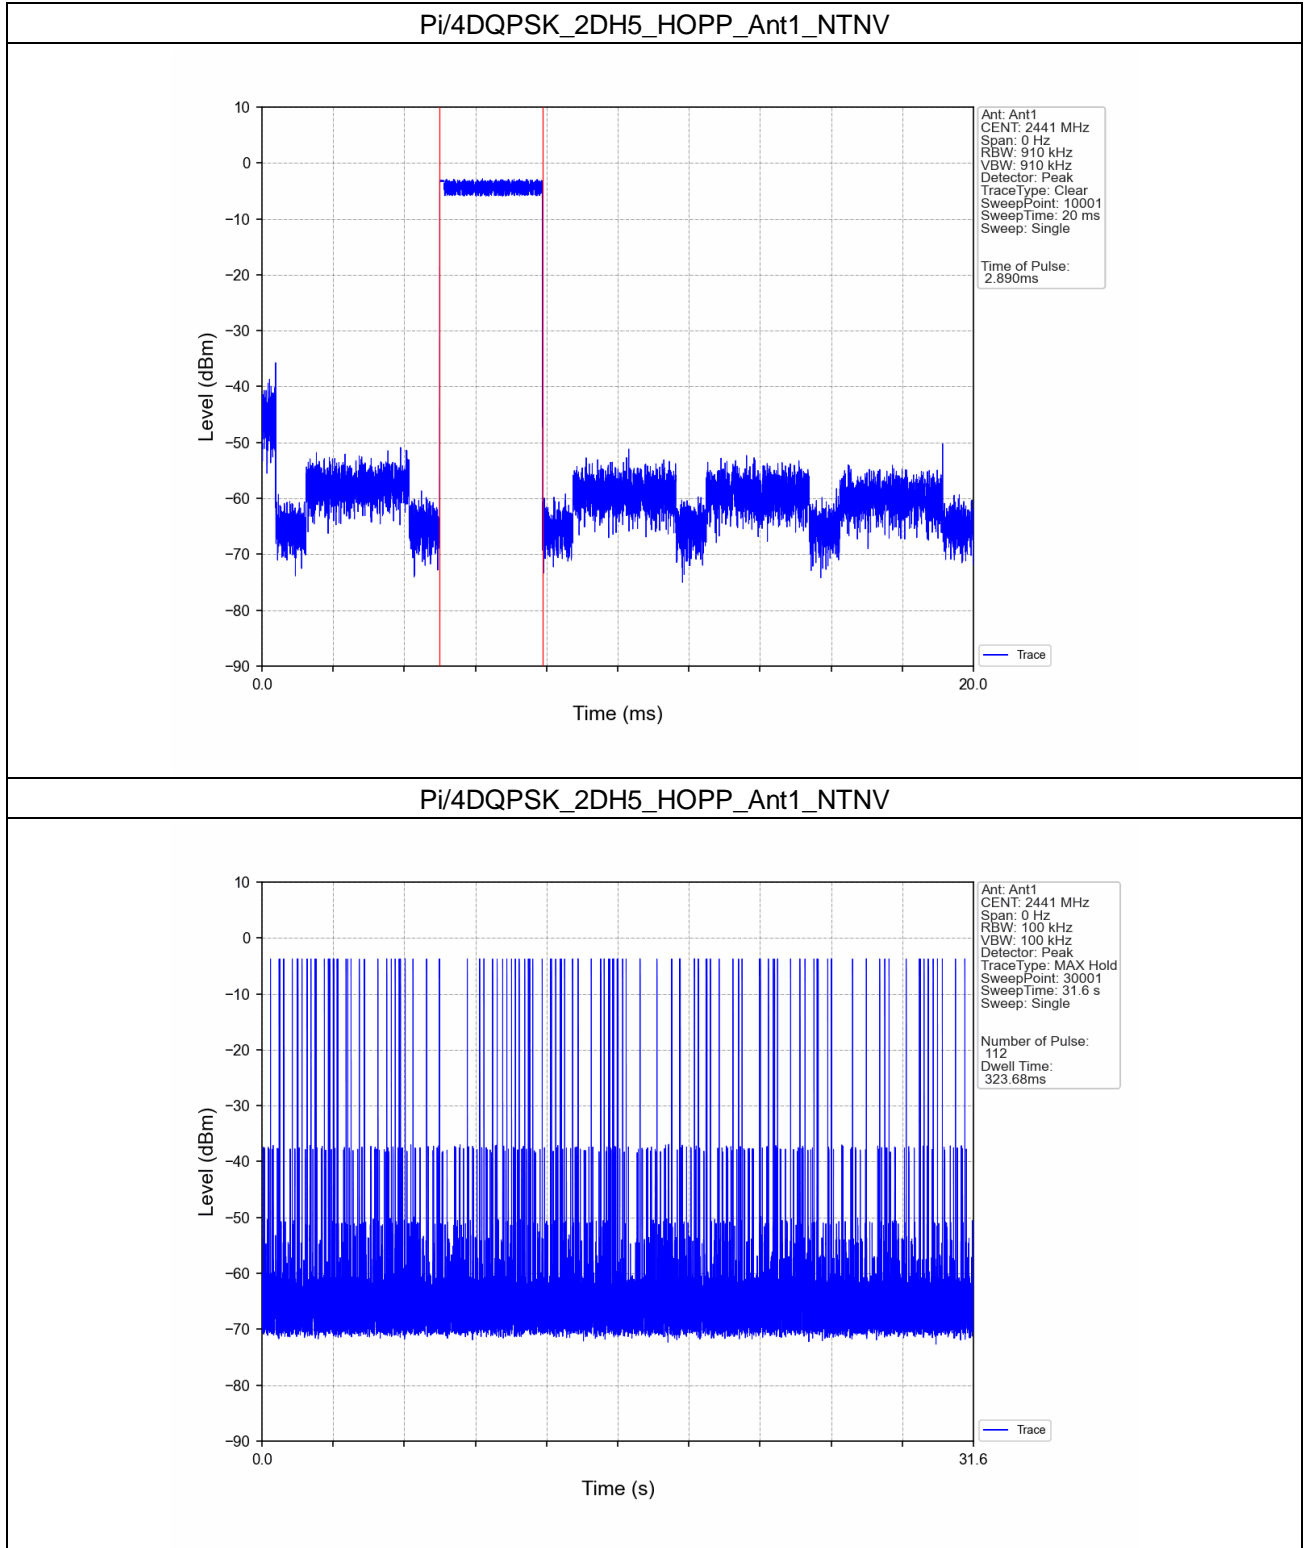 Pi/4DQPSK_2DH5_HOPP_Ant1_NTNV
10
0
−10
−20
−30
−40
−50
−60
−70
−80
−90
Level (dBm)
0.0
20.0
Time (ms)
Ant: Ant1
CENT: 2441 MHz
Span: 0 Hz
RBW: 910 kHz
VBW: 910 kHz
Detector: Peak
TraceType: Clear
SweepPoint: 10001
SweepTime: 20 ms
Sweep: Single
Time of Pulse:
2.890ms
Trace
Pi/4DQPSK_2DH5_HOPP_Ant1_NTNV
10
0
−10
−20
−30
−40
−50
−60
−70
−80
−90
Level (dBm)
0.0
31.6
Time (s)
Ant: Ant1
CENT: 2441 MHz
Span: 0 Hz
RBW: 100 kHz
VBW: 100 kHz
Detector: Peak
TraceType: MAX Hold
SweepPoint: 30001
SweepTime: 31.6 s
Sweep: Single
Number of Pulse:
112
Dwell Time:
323.68ms
Trace